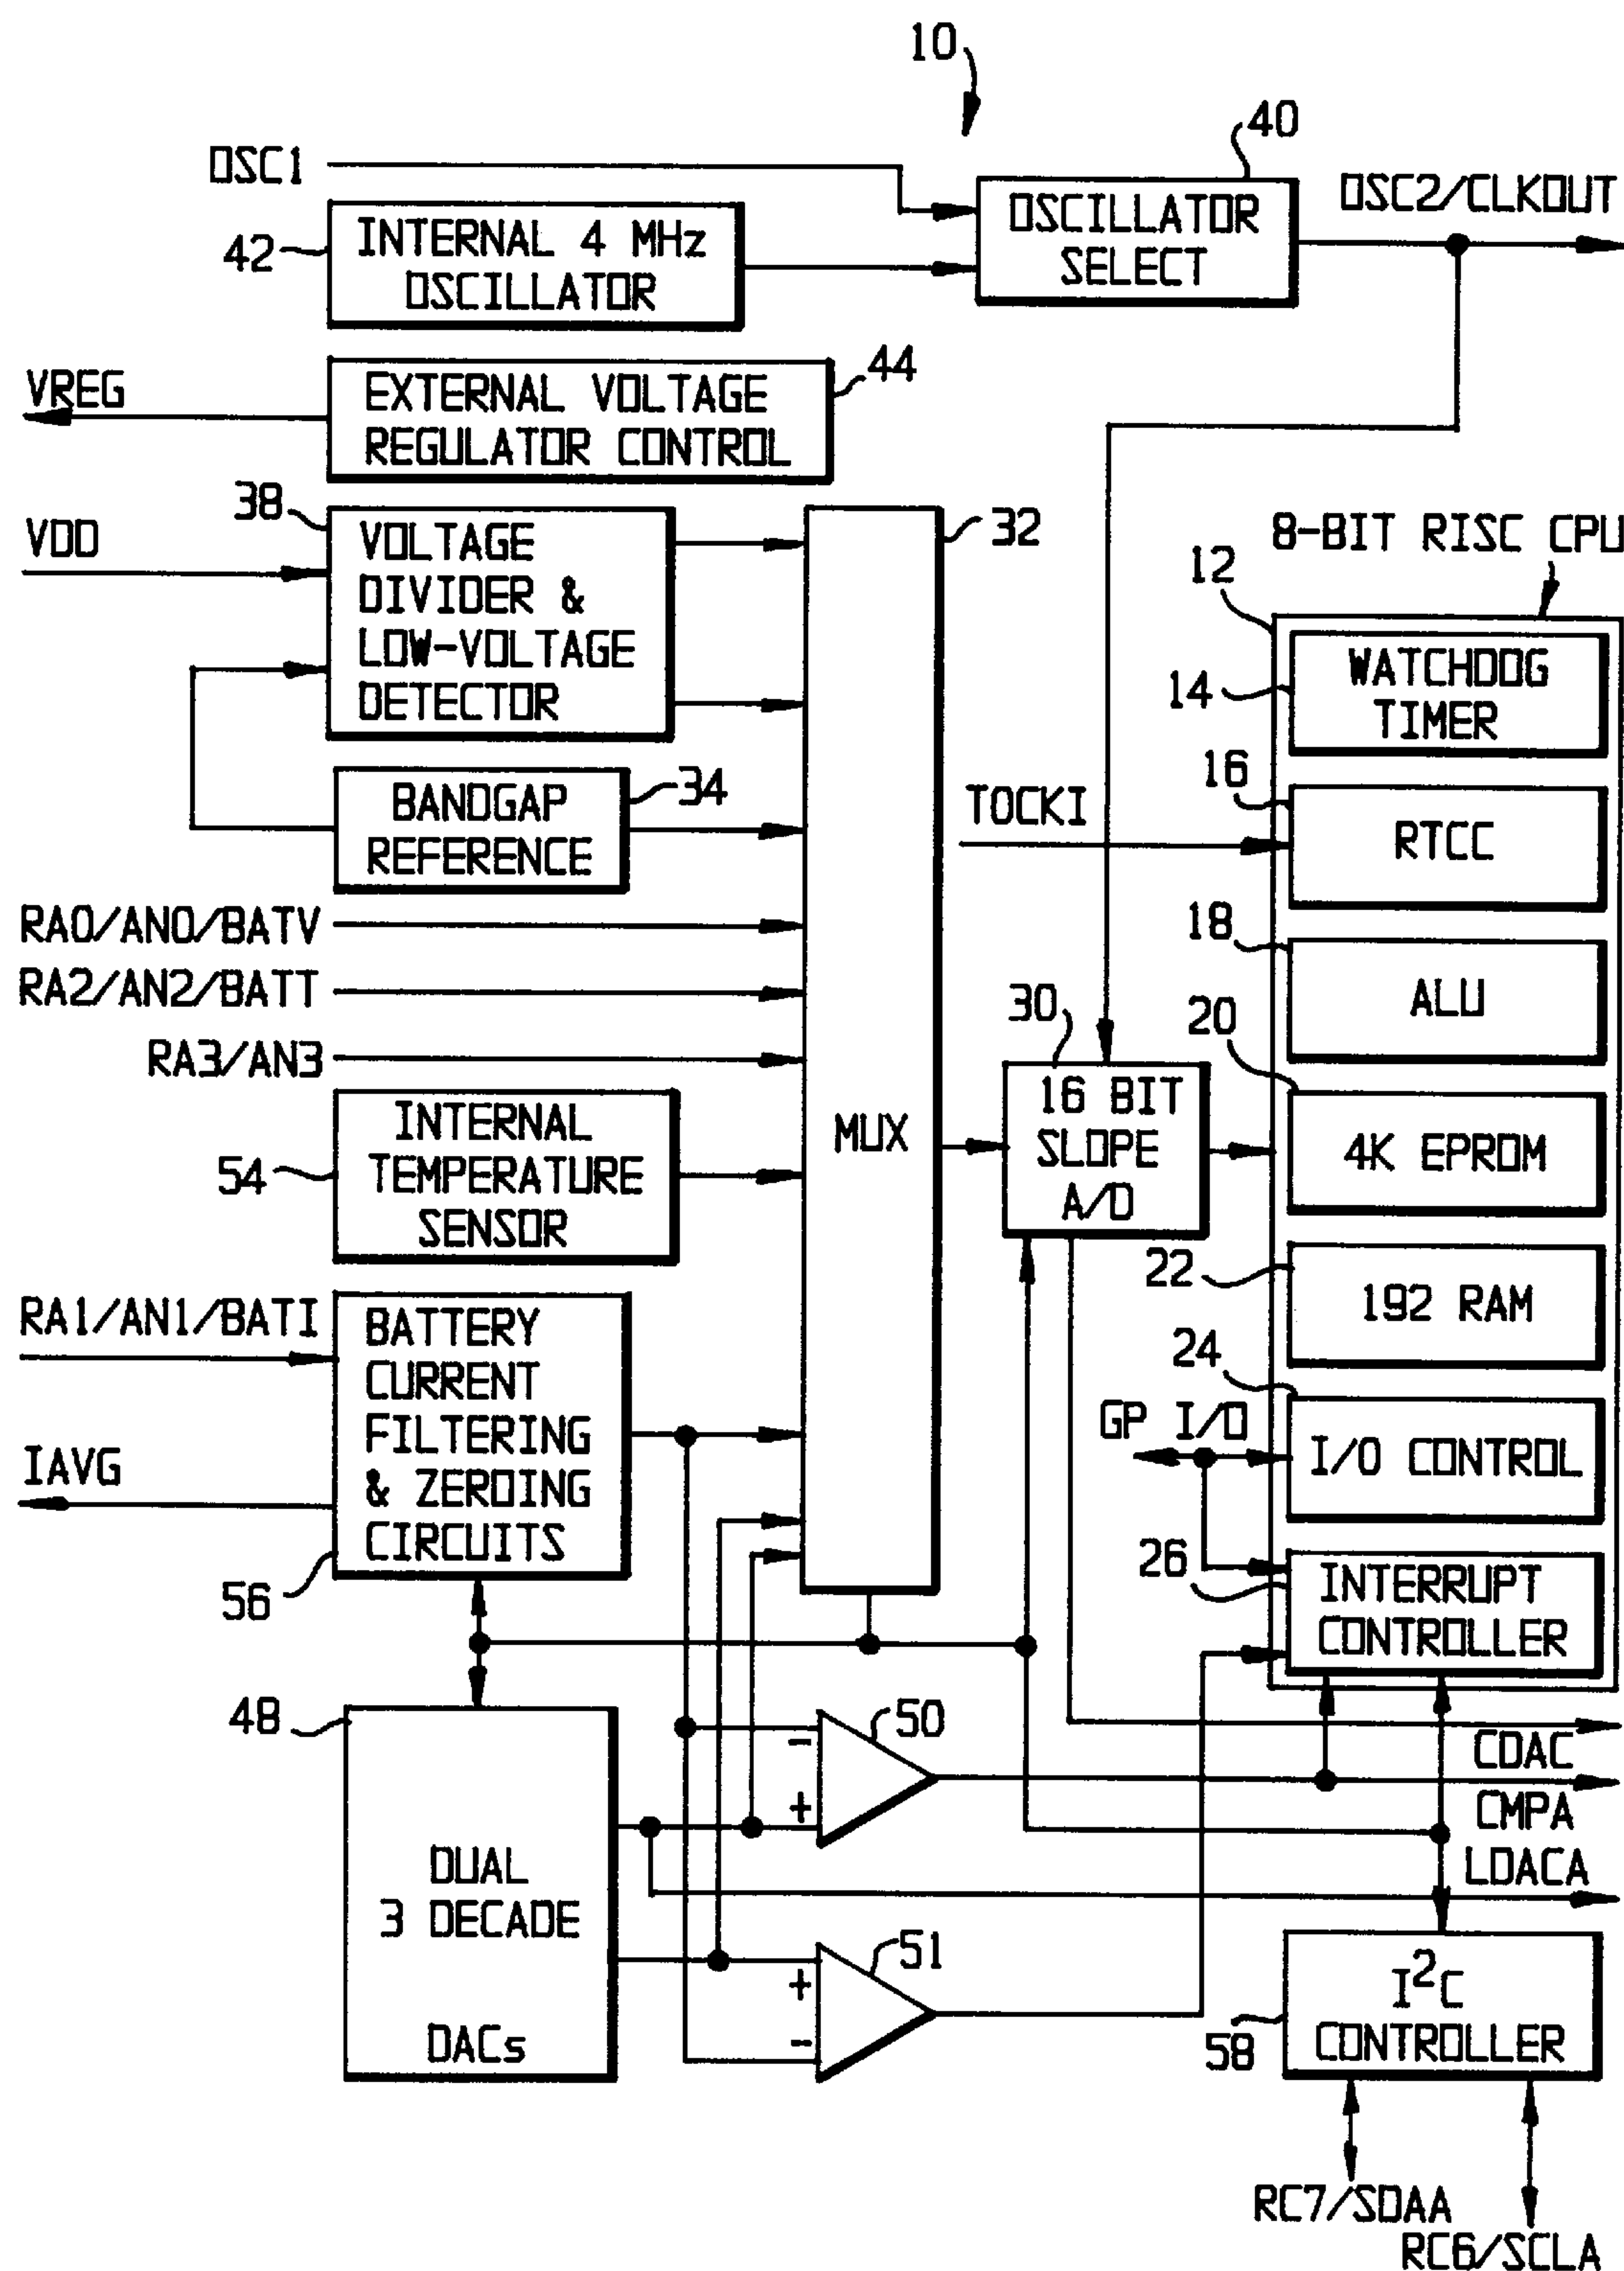 10
OSC1
40
OSCILLATOR
SELECT
OSC2/CLKOUT
42
INTERNAL 4 MHz
OSCILLATOR
VREG
44
EXTERNAL VOLTAGE
REGULATOR CONTROL
38
VDD
VOLTAGE
DIVIDER &
LOW-VOLTAGE
DETECTOR
32
8-BIT RISC CPU
12
14
WATCHDOG
TIMER
34
BANDGAP
REFERENCE
TOCKI
16
RTCC
RA0/AN0/BATV
RA2/AN2/BATT
RA3/AN3
18
ALU
30
16 BIT
SLOPE
A/D
MUX
20
4K EPROM
54
INTERNAL
TEMPERATURE
SENSOR
22
192 RAM
RA1/AN1/BATI
IAVG
BATTERY
CURRENT
FILTERING
& ZEROING
CIRCUITS
56
24
GP I/O
I/O CONTROL
26
INTERRUPT
CONTROLLER
48
DUAL
3 DECADE
DACs
50
-
+
CDAC
CMPA
LDACA
51
+
-
I²C
CONTROLLER
58
RC7/SDAA
RC6/SCLA